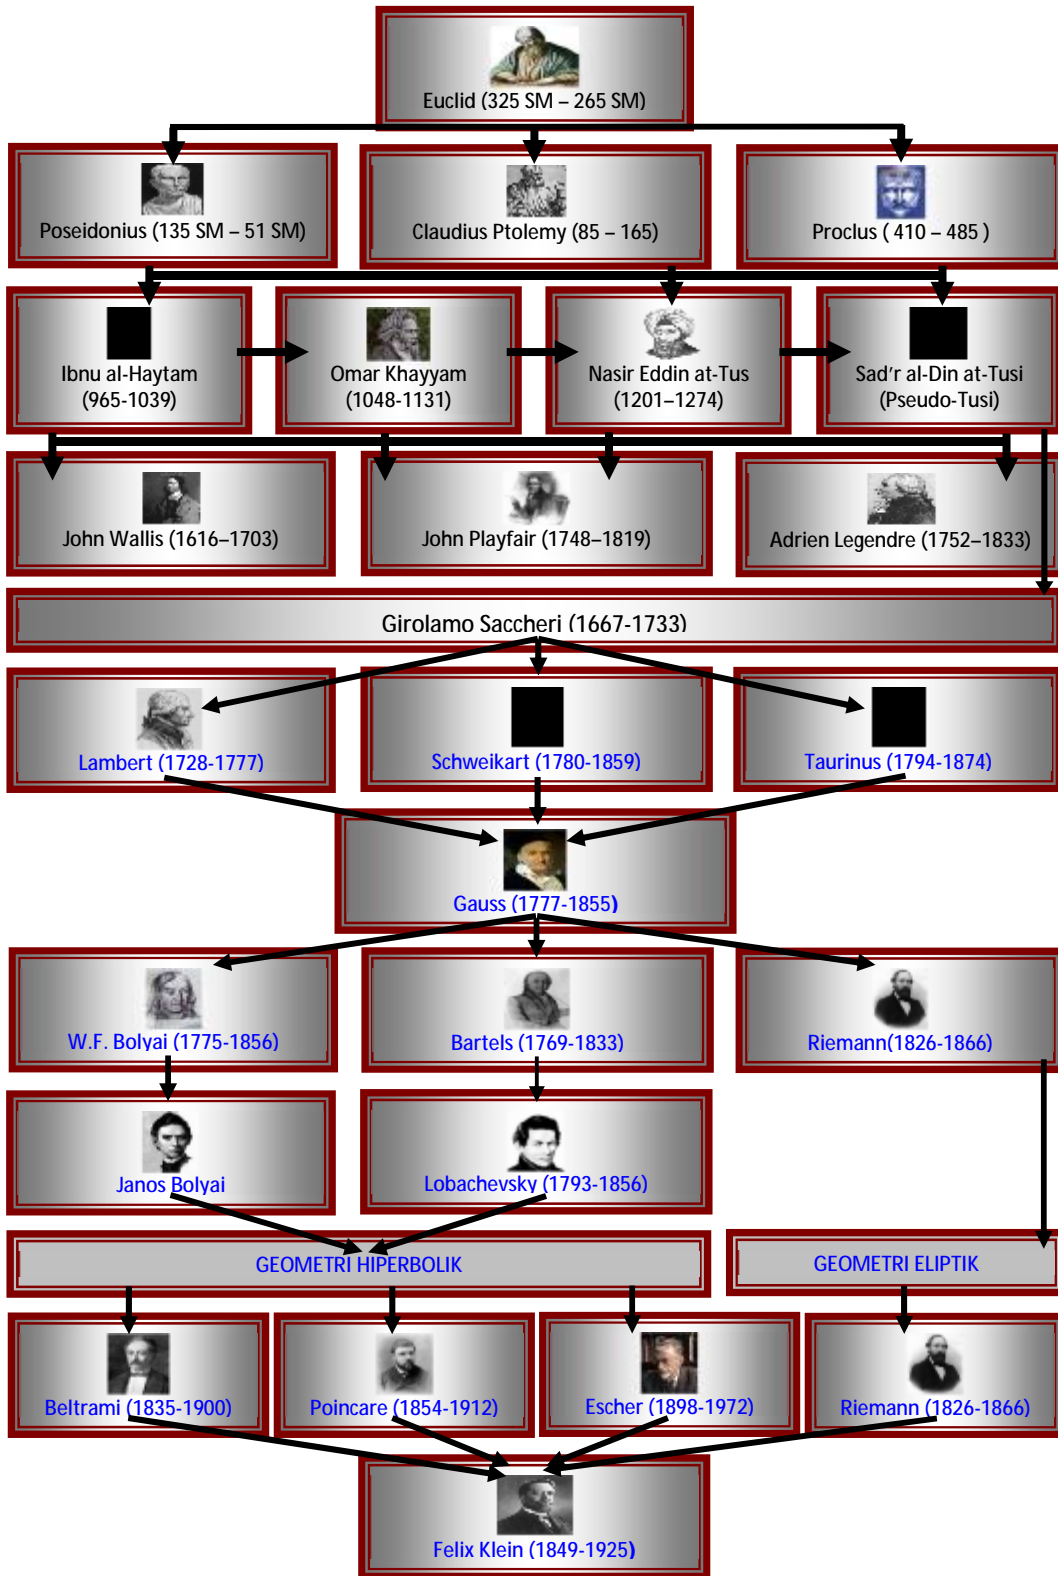 Euclid (325 SM – 265 SM)
Poseidonius (135 SM – 51 SM)
Claudius Ptolemy (85 – 165)
Proclus ( 410 – 485 )
Ibnu al-Haytam
(965-1039)
Omar Khayyam
(1048-1131)
Nasir Eddin at-Tus
(1201–1274)
Sad'r al-Din at-Tusi
(Pseudo-Tusi)
John Wallis (1616–1703)
John Playfair (1748–1819)
Adrien Legendre (1752–1833)
Girolamo Saccheri (1667-1733)
Lambert (1728-1777)
Schweikart (1780-1859)
Taurinus (1794-1874)
Gauss (1777-1855)
W.F. Bolyai (1775-1856)
Bartels (1769-1833)
Riemann(1826-1866)
Janos Bolyai
Lobachevsky (1793-1856)
GEOMETRI HIPERBOLIK
GEOMETRI ELIPTIK
Beltrami (1835-1900)
Poincare (1854-1912)
Escher (1898-1972)
Riemann (1826-1866)
Felix Klein (1849-1925)